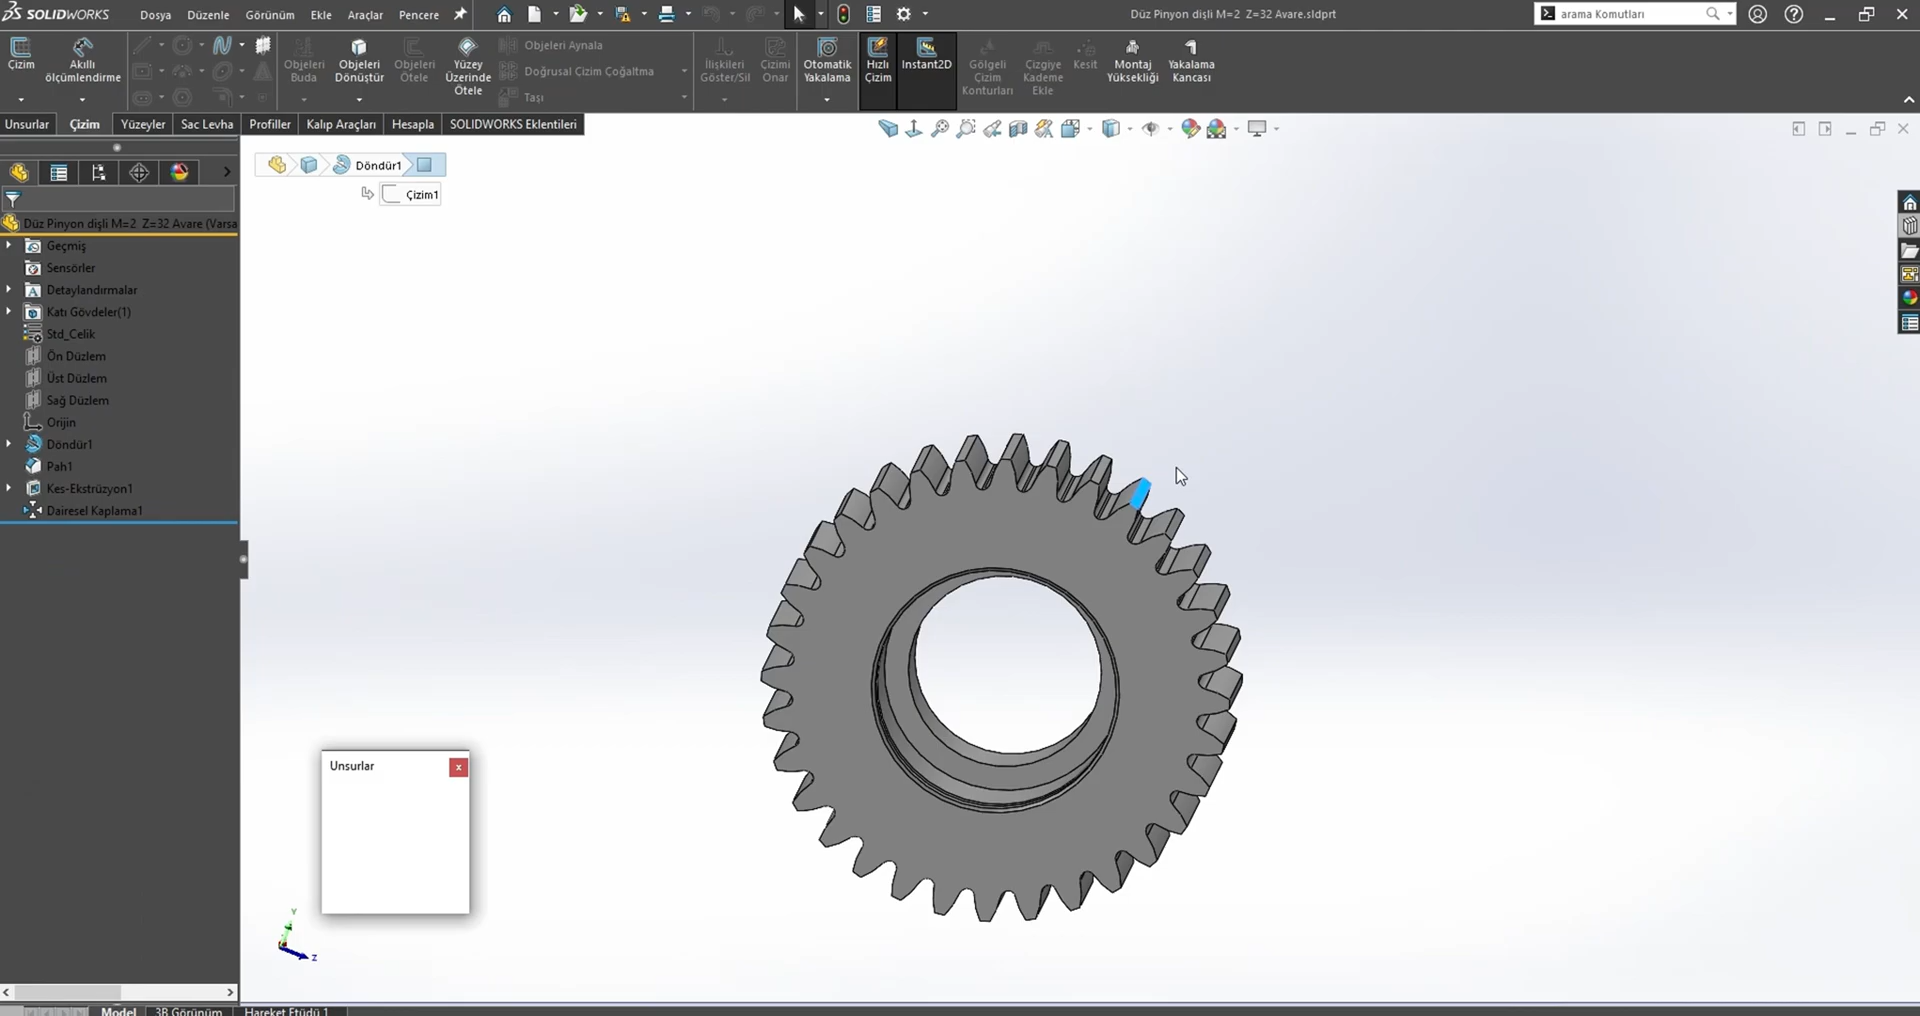 SOLIDWORKS
Dosya
Düzenle
Görünüm
Ekle
Araçlar
Pencere
Düz Pinyon dişli M=2  Z=32 Avare.sldprt
arama Komutları
Çizim
Akıllı
ölçümlendirme
Objeleri
Buda
Objeleri
Dönüştür
Objeleri
Ötele
Yüzey
Üzerinde
Ötele
Objeleri Aynala
Doğrusal Çizim Çoğaltma
Taşı
İlişkileri
Göster/Sil
Çizimi
Onar
Otomatik
Yakalama
Hızlı
Çizim
Instant2D
Gölgeli
Çizim
Konturları
Çizgiye
Kademe
Ekle
Kesit
Montaj
Yüksekliği
Yakalama
Kancası
Unsurlar
Çizim
Yüzeyler
Sac Levha
Profiller
Kalıp Araçları
Hesapla
SOLIDWORKS Eklentileri
Döndür1
Çizim1
Düz Pinyon dişli M=2  Z=32 Avare (Varsa
Geçmiş
Sensörler
Detaylandırmalar
Katı Gövdeler(1)
Std_Celik
Ön Düzlem
Üst Düzlem
Sağ Düzlem
Orijin
Döndür1
Pah1
Kes-Ekstrüzyon1
Dairesel Kaplama1
Unsurlar
Y
Z
Model
3B Görünüm
Hareket Etüdü 1